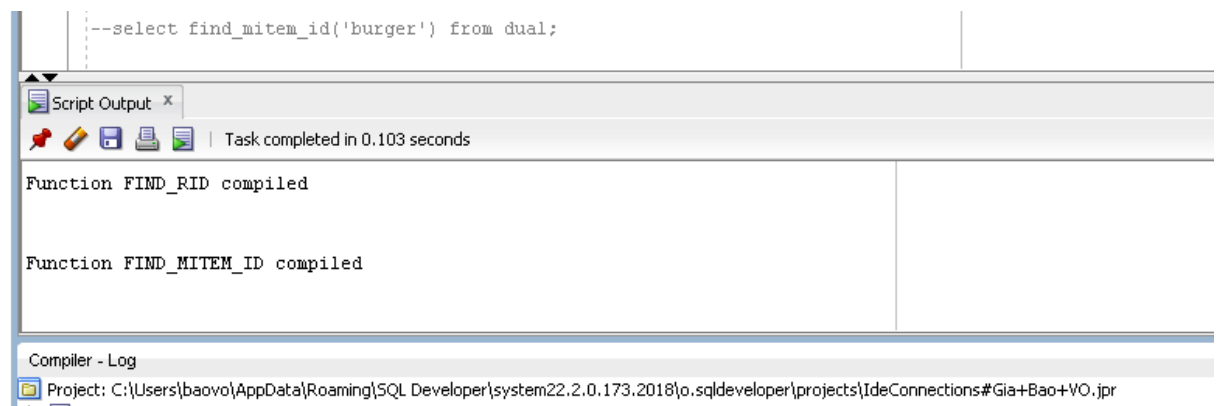 --select find_mitem_id('burger') from dual;
Script Output x
Task completed in 0.103 seconds
Function FIND_RID compiled
Function FIND_MITEM_ID compiled
Compiler - Log
Project: C:\Users\baovo\AppData\Roaming\SQL Developer\system22.2.0.173.2018\o.sqldeveloper\projects\IdeConnections#Gia+Bao+VO.jpr